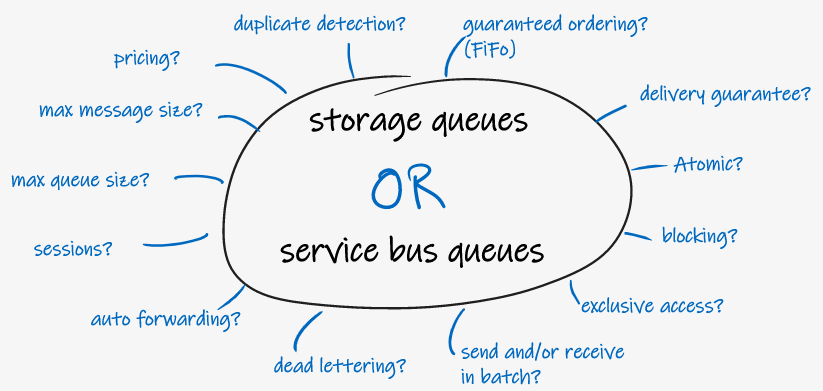 duplicate detection?
guaranteed ordering?
(FiFo)
pricing?
delivery guarantee?
max message size?
storage queues
Atomic?
OR
max queue size?
blocking?
sessions?
service bus queues
exclusive access?
auto forwarding?
dead lettering?
send and/or receive
in batch?